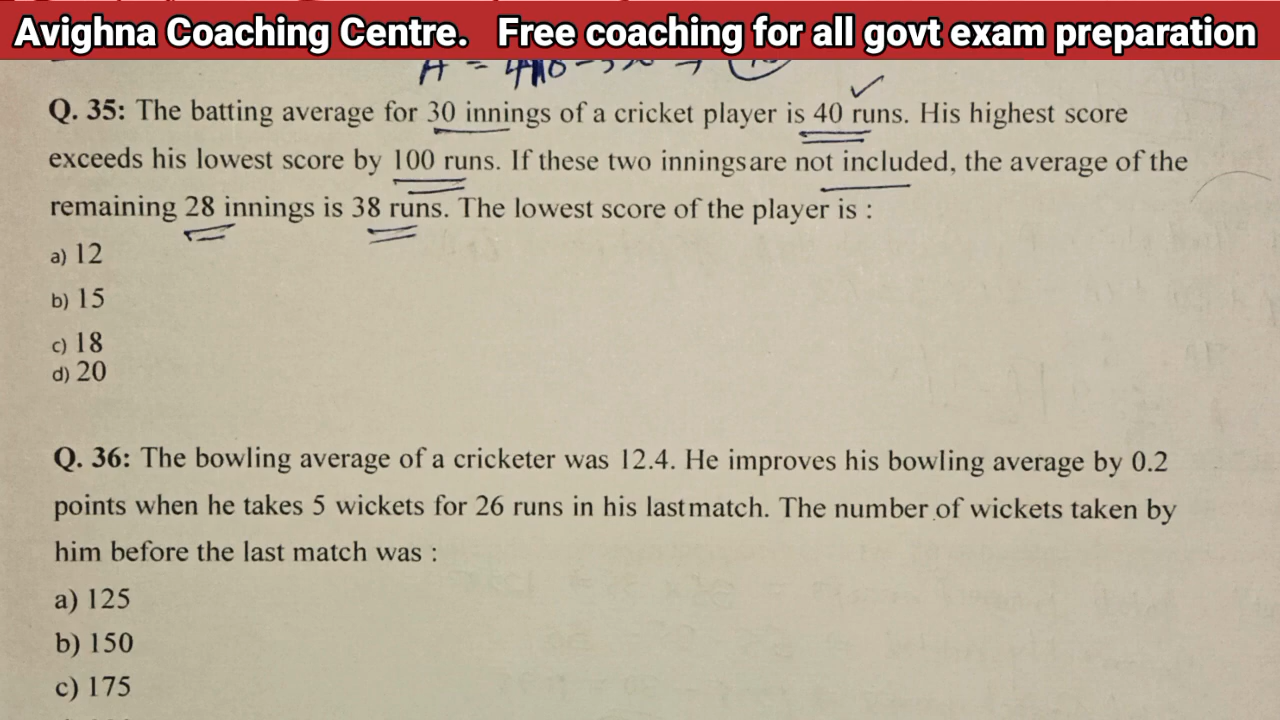 Avighna Coaching Centre. Free coaching for all govt exam preparation
Q. 35: The batting average for 30 innings of a cricket player is 40 runs. His highest score
exceeds his lowest score by 100 runs. If these two innings are not included, the average of the
remaining 28 innings is 38 runs. The lowest score of the player is :
a) 12
b) 15
c) 18
d) 20
Q. 36: The bowling average of a cricketer was 12.4. He improves his bowling average by 0.2
points when he takes 5 wickets for 26 runs in his last match. The number of wickets taken by
him before the last match was :
a) 125
b) 150
c) 175